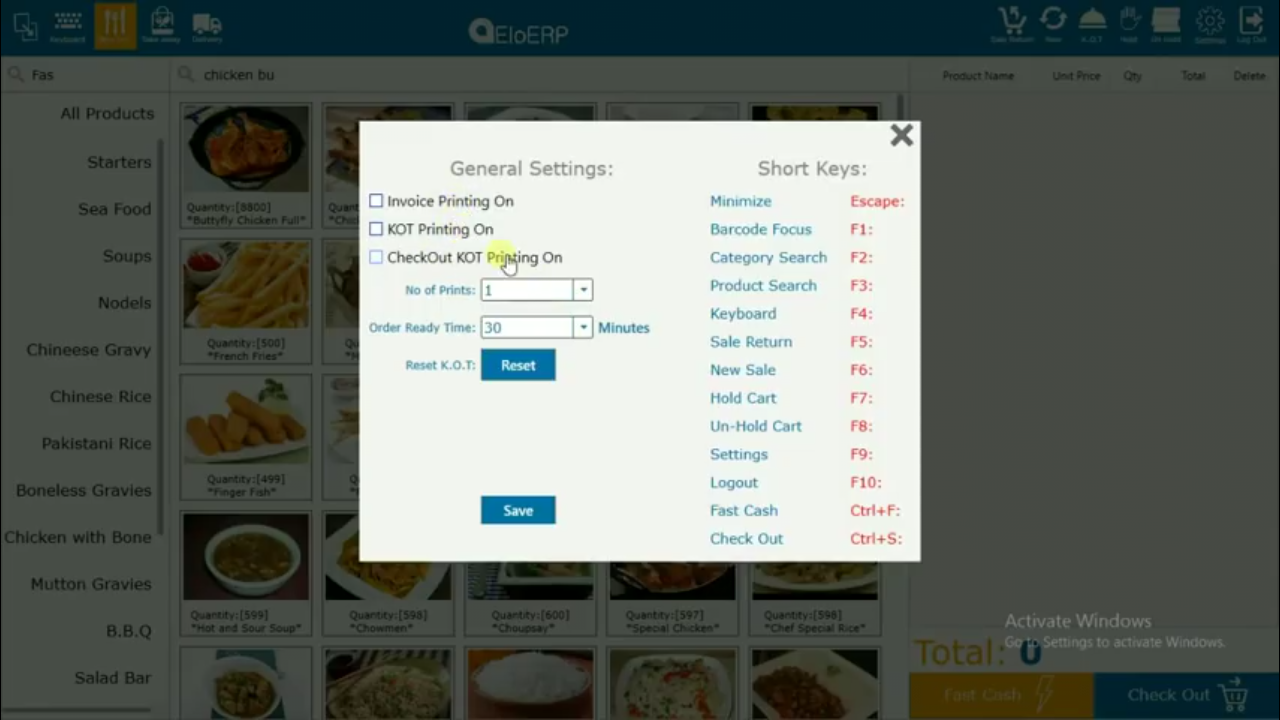 Keyboard
Take away
Delivery
EloERP
Sale Return
New
K.O.T
Hold
Un Hold
Settings
Log Out
Fas
chicken bu
Product Name
Unit Price
Qty
Total
Delete
All Products
Starters
Sea Food
Soups
Nodels
Chineese Gravy
Chinese Rice
Pakistani Rice
Boneless Gravies
Chicken with Bone
Mutton Gravies
B.B.Q
Salad Bar
Quantity:[8800]
"Buttyfly Chicken Full"
Quantity:[500]
"French Fries"
Quantity:[499]
"Finger Fish"
Quantity:[599]
"Hot and Sour Soup"
Quantity:[598]
"Chowmen"
Quantity:[600]
"Choupsay"
Quantity:[597]
"Special Chicken"
Quantity:[598]
"Chef Special Rice"
General Settings:
Invoice Printing On
KOT Printing On
CheckOut KOT Printing On
No of Prints: 1
Order Ready Time: 30 Minutes
Reset K.O.T: Reset
Save
Short Keys:
Minimize Escape:
Barcode Focus F1:
Category Search F2:
Product Search F3:
Keyboard F4:
Sale Return F5:
New Sale F6:
Hold Cart F7:
Un-Hold Cart F8:
Settings F9:
Logout F10:
Fast Cash Ctrl+F:
Check Out Ctrl+S:
Activate Windows
Go to Settings to activate Windows.
Total: 0
Fast Cash
Check Out